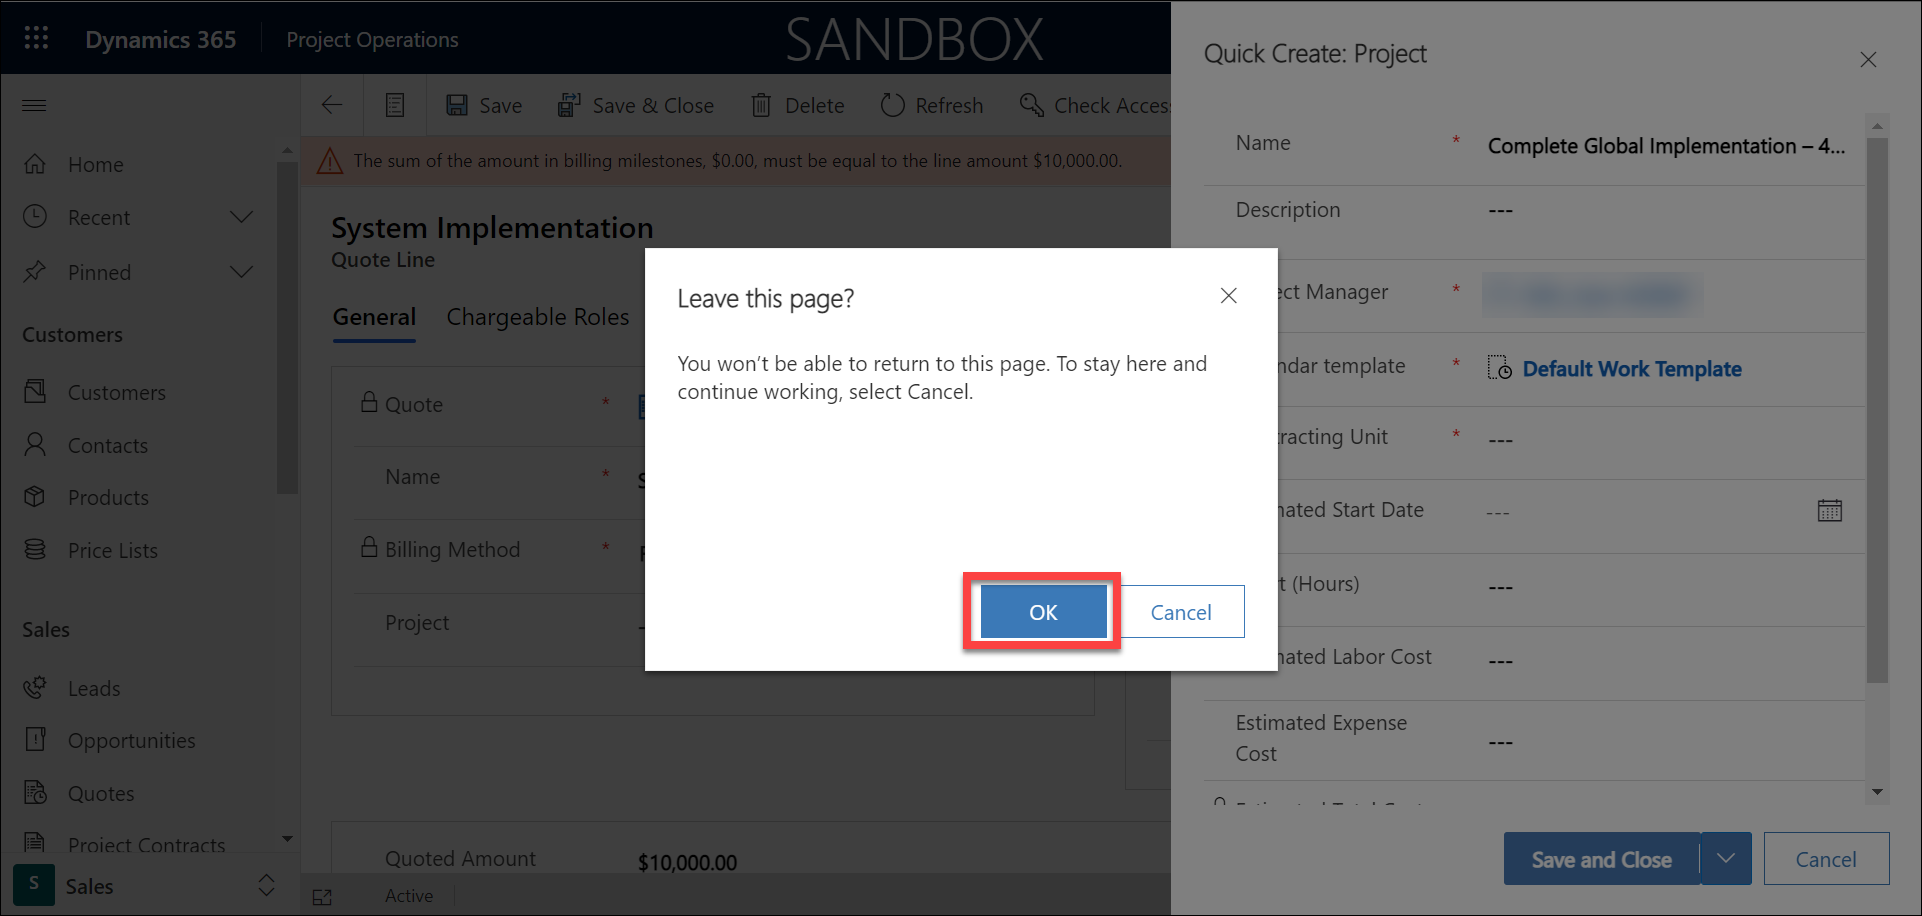 Dynamics 365
Project Operations
SANDBOX
Save
Save & Close
Delete
Refresh
Check Acces
The sum of the amount in billing milestones, $0.00, must be equal to the line amount $10,000.00.
Home
Recent
Pinned
Customers
Customers
Contacts
Products
Price Lists
Sales
Leads
Opportunities
Quotes
Project Contracts
S
Sales
System Implementation
Quote Line
General
Chargeable Roles
Quote *
Name *
Billing Method *
Project
Quoted Amount
$10,000.00
Active
Leave this page?
You won't be able to return to this page. To stay here and
continue working, select Cancel.
OK
Cancel
Quick Create: Project
Name * Complete Global Implementation – 4...
Description ---
ect Manager *
ndar template * Default Work Template
tracting Unit * ---
nated Start Date ---
t (Hours) ---
nated Labor Cost ---
Estimated Expense
Cost ---
Estimated Total Cost
Save and Close
Cancel